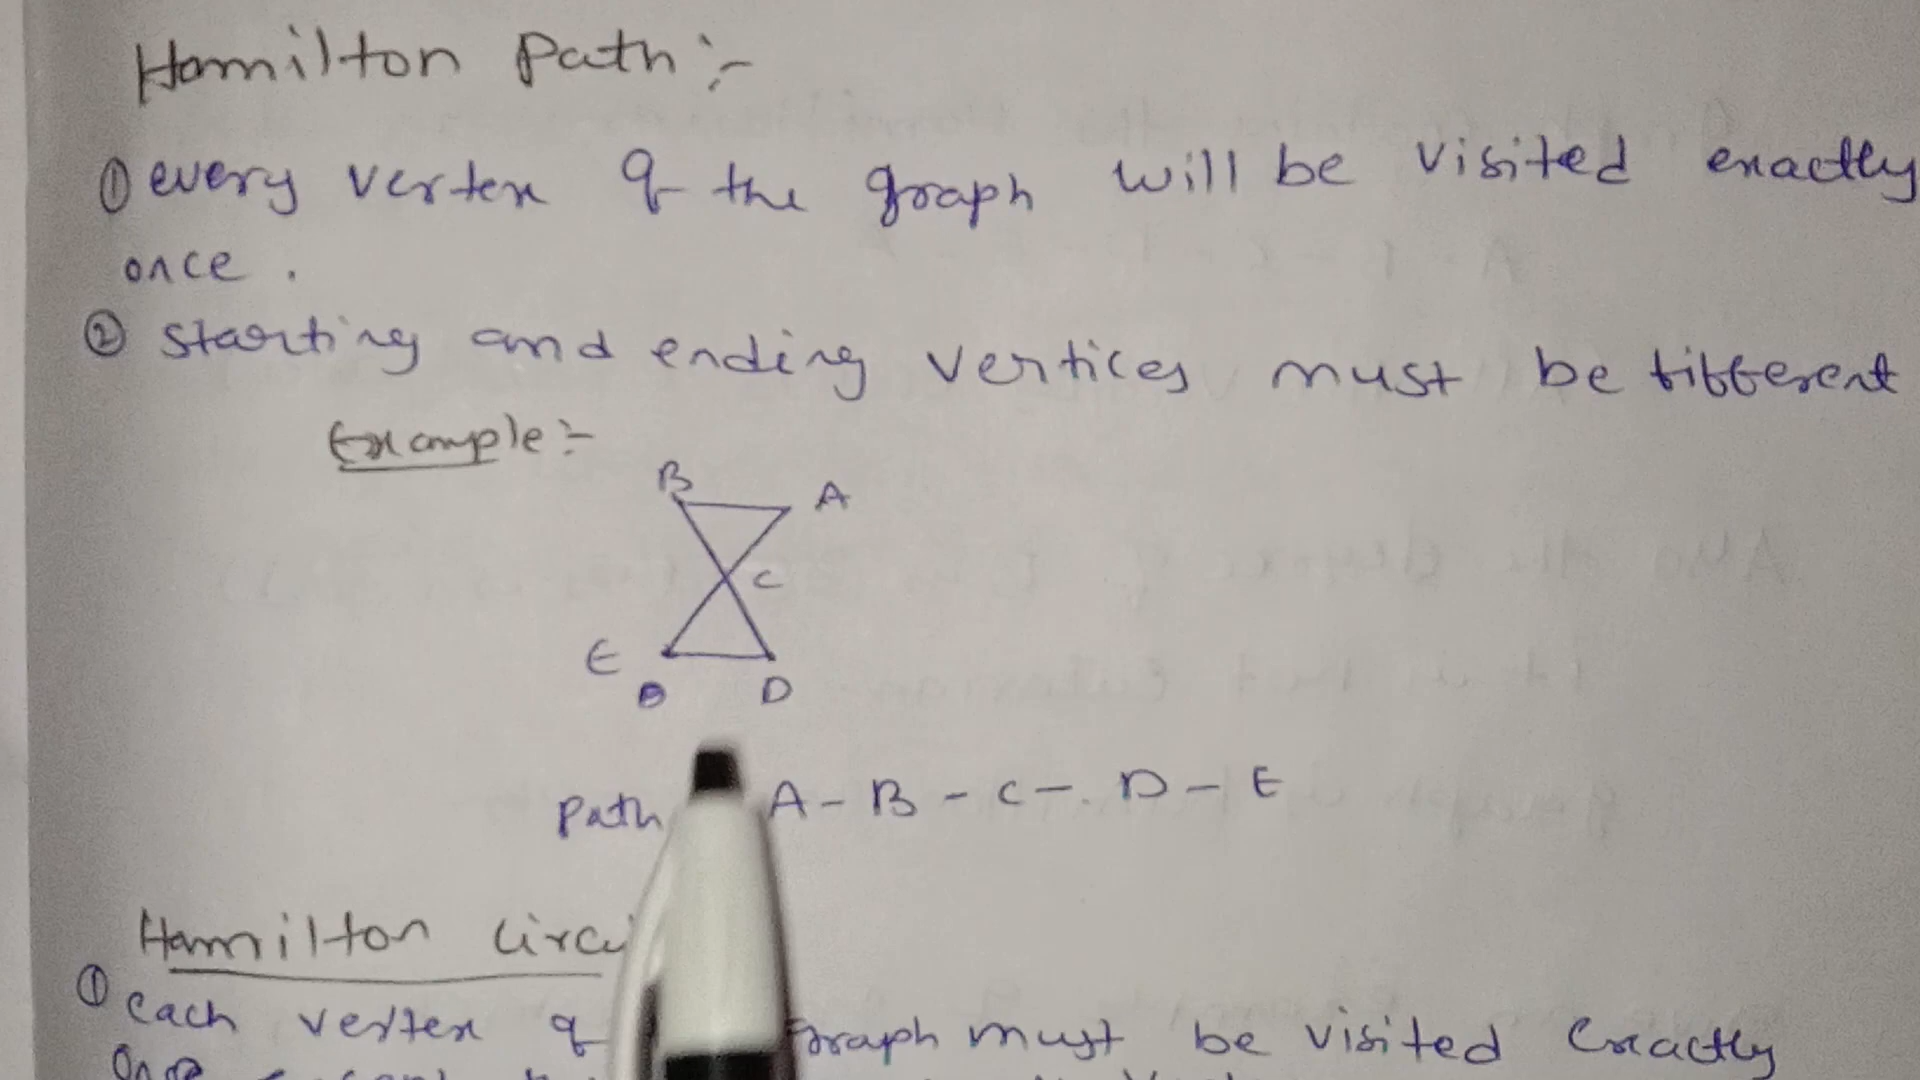 Hamilton Path :-
① every vertex of the graph will be visited exactly
once .
② starting and ending vertices must be different
Example :-
B A
C
E D
Path A - B - C - D - E
Hamilton
① each vertex of graph must be visited exactly
once